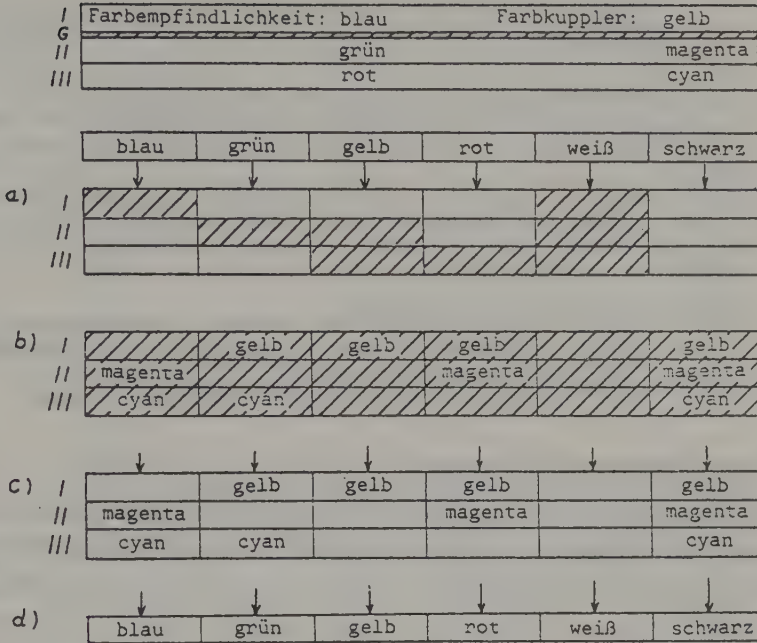 I Farbempfindlichkeit: blau Farbkuppler: gelb
G
II grün magenta
III rot cyan
blau grün gelb rot weiß schwarz
a) I
II
III
b) I gelb gelb gelb gelb
II magenta magenta magenta
III cyan cyan cyan
c) I gelb gelb gelb gelb
II magenta magenta magenta
III cyan cyan cyan
d) blau grün gelb rot weiß schwarz